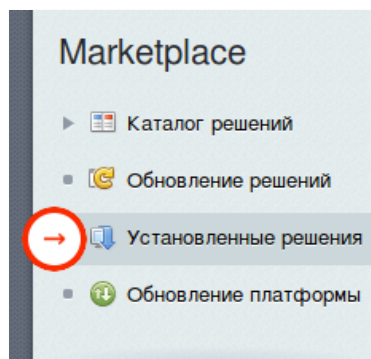 Marketplace
Каталог решений
Обновление решений
Установленные решения
Обновление платформы